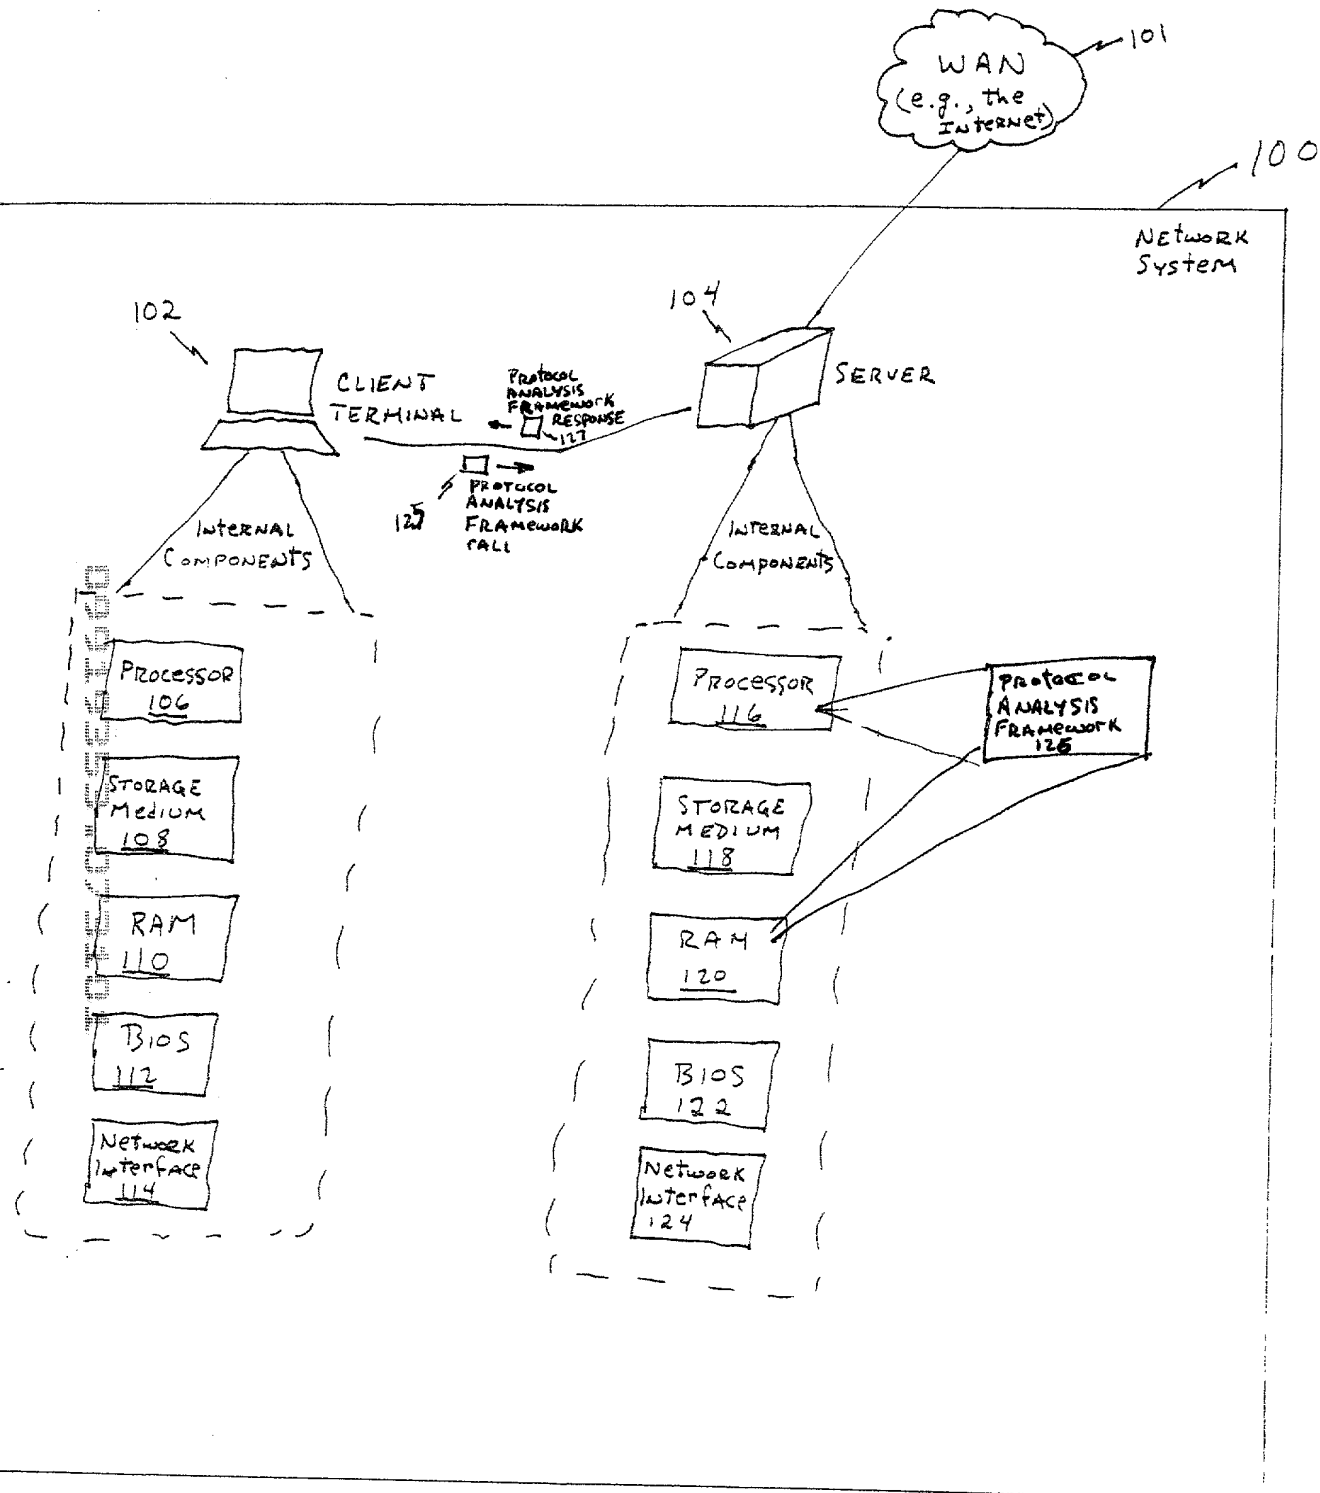 101
WAN
(e.g., the
Internet)
100
Network
System
102
104
CLIENT
TERMINAL
Protocol
Analysis
Framework
Response
127
SERVER
125
Protocol
Analysis
Framework
Call
Internal
Components
Internal
Components
Processor
106
Storage
Medium
108
RAM
110
BIOS
112
Network
Interface
114
Processor
116
Storage
Medium
118
RAM
120
BIOS
122
Network
Interface
124
Protocol
Analysis
Framework